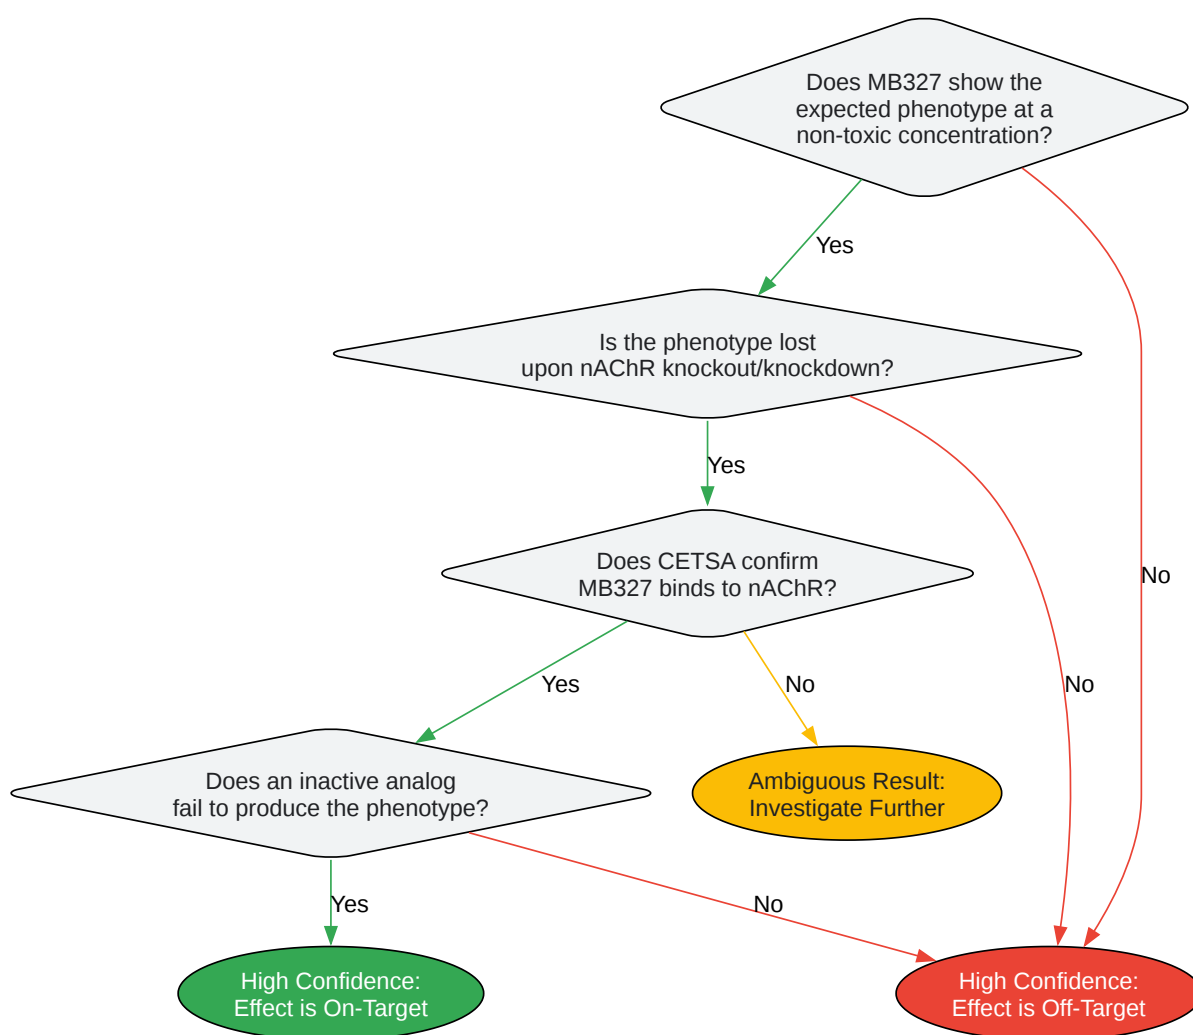 Does MB327 show the
expected phenotype at a
non-toxic concentration?
Yes
Is the phenotype lost
upon nAChR knockout/knockdown?
Yes
No
Does CETSA confirm
MB327 binds to nAChR?
Yes
No
No
Does an inactive analog
fail to produce the phenotype?
Ambiguous Result:
Investigate Further
Yes
No
High Confidence:
Effect is On-Target
High Confidence:
Effect is Off-Target